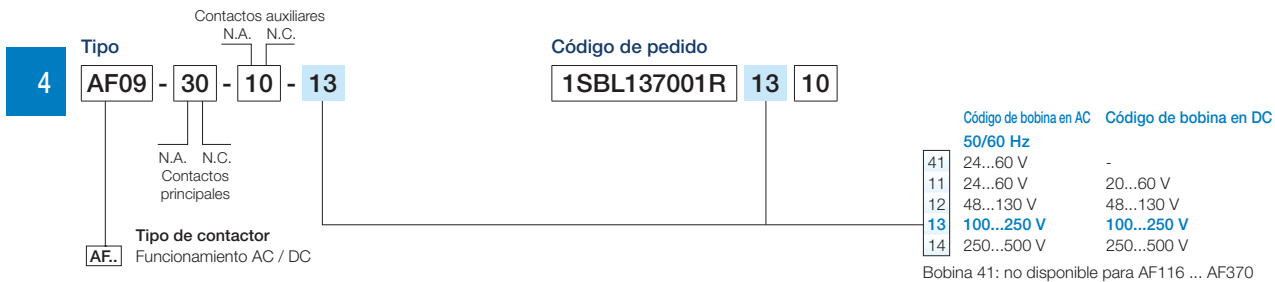 Contactos auxiliares
N.A. N.C.
Tipo
Código de pedido
4
AF09 - 30 - 10 - 13
1SBL137001R 13 10
N.A. N.C.
Contactos
principales
Tipo de contactor
AF.. Funcionamiento AC / DC
Código de bobina en AC Código de bobina en DC
50/60 Hz
41 24...60 V -
11 24...60 V 20...60 V
12 48...130 V 48...130 V
13 100...250 V 100...250 V
14 250...500 V 250...500 V
Bobina 41: no disponible para AF116 ... AF370